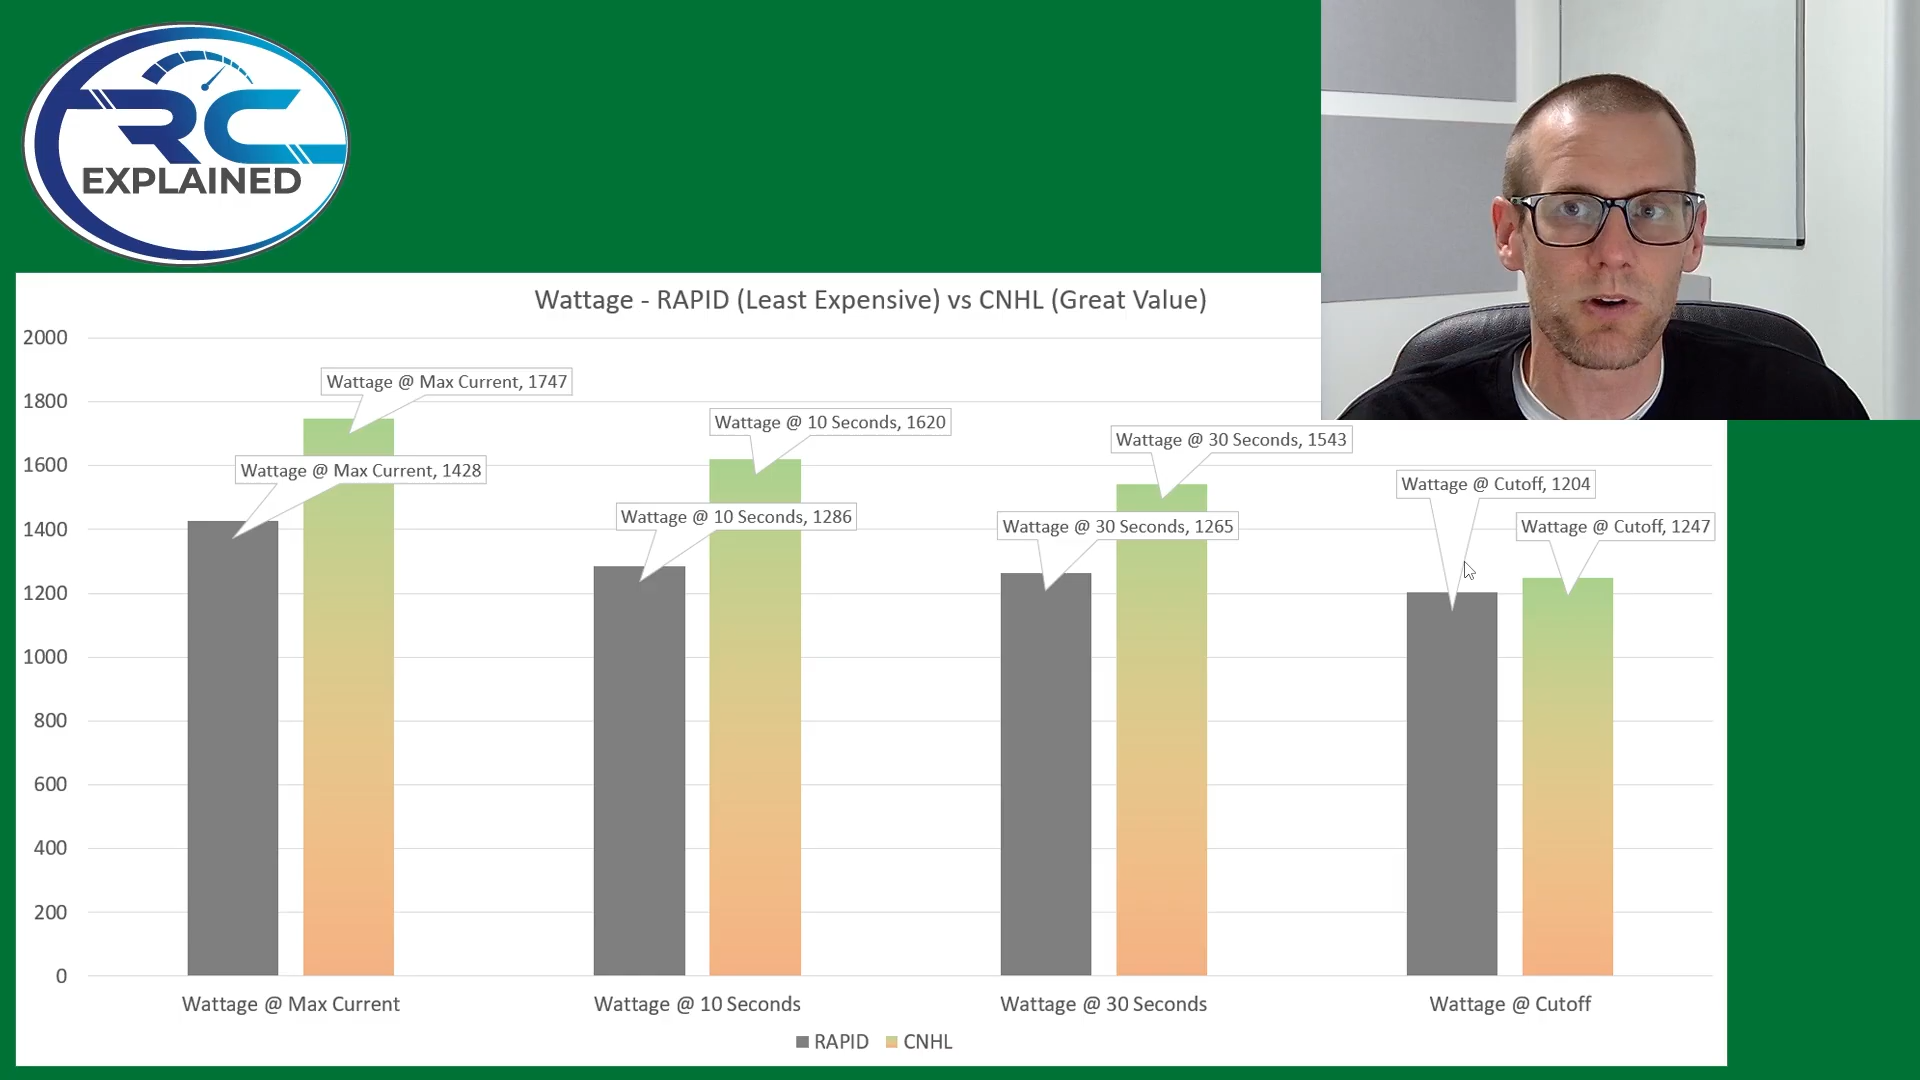 RC
EXPLAINED
Wattage - RAPID (Least Expensive) vs CNHL (Great Value)
2000
1800
1600
1400
1200
1000
800
600
400
200
0
Wattage @ Max Current, 1747
Wattage @ Max Current, 1428
Wattage @ 10 Seconds, 1620
Wattage @ 10 Seconds, 1286
Wattage @ 30 Seconds, 1543
Wattage @ 30 Seconds, 1265
Wattage @ Cutoff, 1204
Wattage @ Cutoff, 1247
Wattage @ Max Current
Wattage @ 10 Seconds
Wattage @ 30 Seconds
Wattage @ Cutoff
RAPID
CNHL